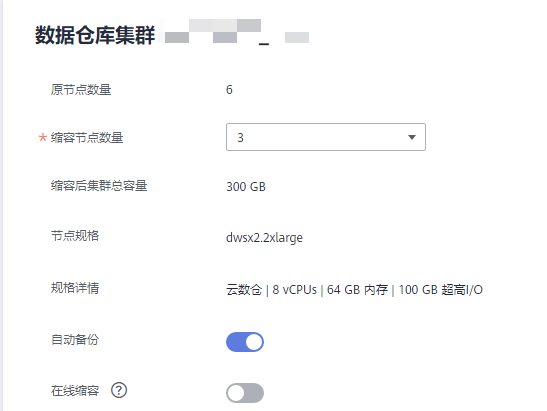 数据仓库集群 _
原节点数量 6
* 缩容节点数量 3
缩容后集群总容量 300 GB
节点规格 dwsx2.2xlarge
规格详情 云数仓 | 8 vCPUs | 64 GB 内存 | 100 GB 超高I/O
自动备份
在线缩容 ?